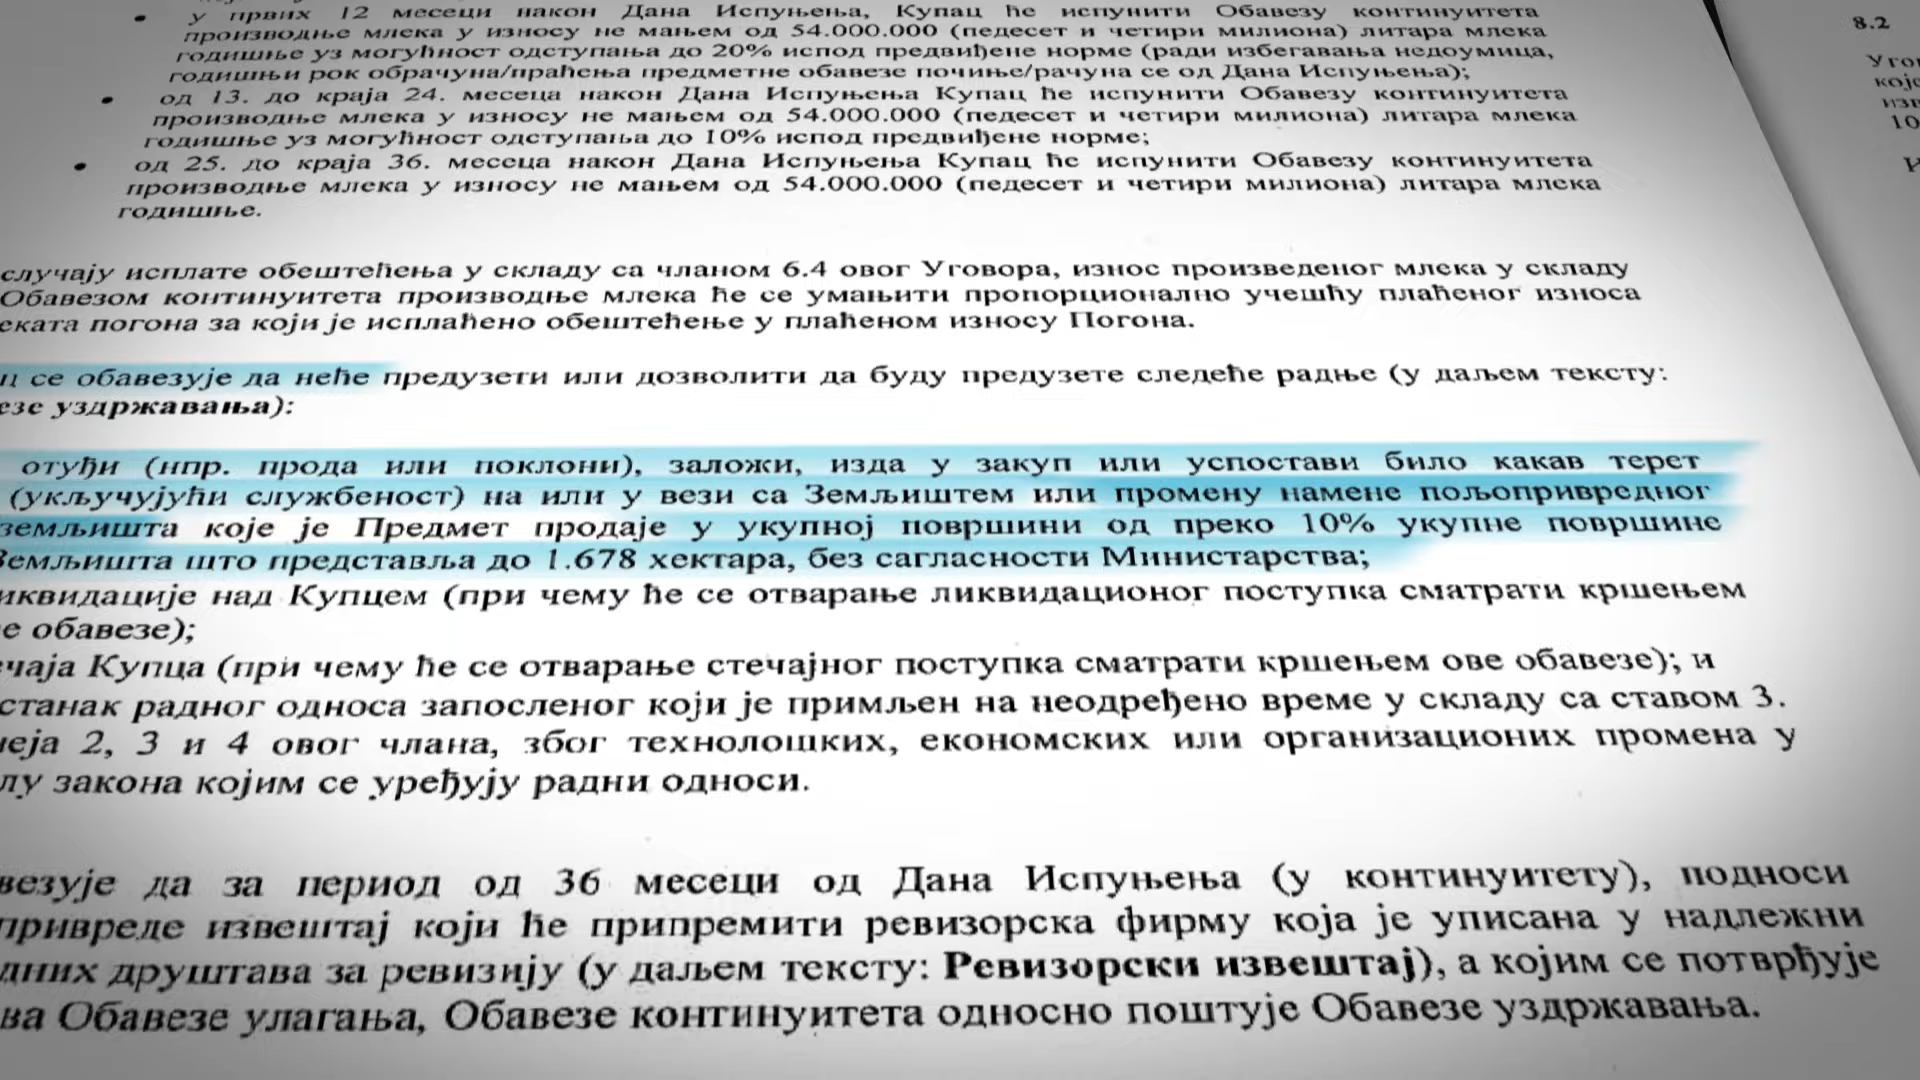 у првих 12 месеци након Дана Испуњења, Купац ће испунити Обавезу континуитета
производње млека у износу не мањем од 54.000.000 (педесет и четири милиона) литара млека
годишње уз могућност одступања до 20% испод предвиђене норме (ради избегавања недоумица,
годишњи рок обрачуна/праћења предметне обавезе почиње/рачуна се од Дана Испуњења);
од 13. до краја 24. месеца након Дана Испуњења Купац ће испунити Обавезу континуитета
производње млека у износу не мањем од 54.000.000 (педесет и четири милиона) литара млека
годишње уз могућност одступања до 10% испод предвиђене норме;
од 25. до краја 36. месеца након Дана Испуњења Купац ће испунити Обавезу континуитета
производње млека у износу не мањем од 54.000.000 (педесет и четири милиона) литара млека
годишње.
случају исплате обештећења у складу са чланом 6.4 овог Уговора, износ произведеног млека у складу
Обавезом континуитета производње млека ће се умањити пропорционално учешћу плаћеног износа
еката погона за који је исплаћено обештећење у плаћеном износу Погона.
ц се обавезује да неће предузети или дозволити да буду предузете следеће радње (у даљем тексту:
езе уздржавања):
отуђи (нпр. прода или поклони), заложи, изда у закуп или успостави било какав терет
(укључујући службеност) на или у вези са Земљиштем или промену намене пољопривредног
земљишта које је Предмет продаје у укупној површини од преко 10% укупне површине
Земљишта што представља до 1.678 хектара, без сагласности Министарства;
иквидације над Купцем (при чему ће се отварање ликвидационог поступка сматрати кршењем
е обавезе);
чаја Купца (при чему ће се отварање стечајног поступка сматрати кршењем ове обавезе); и
станак радног односа запосленог који је примљен на неодређено време у складу са ставом 3.
неја 2, 3 и 4 овог члана, због технолошких, економских или организационих промена у
лу закона којим се уређују радни односи.
везује да за период од 36 месеци од Дана Испуњења (у континуитету), подноси
привреде извештај који ће припремити ревизорска фирму која је уписана у надлежни
дних друштава за ревизију (у даљем тексту: Ревизорски извештај), а којим се потврђује
ва Обавезе улагања, Обавезе континуитета односно поштује Обавезе уздржавања.
8.2
Уго
које
изв
10
И